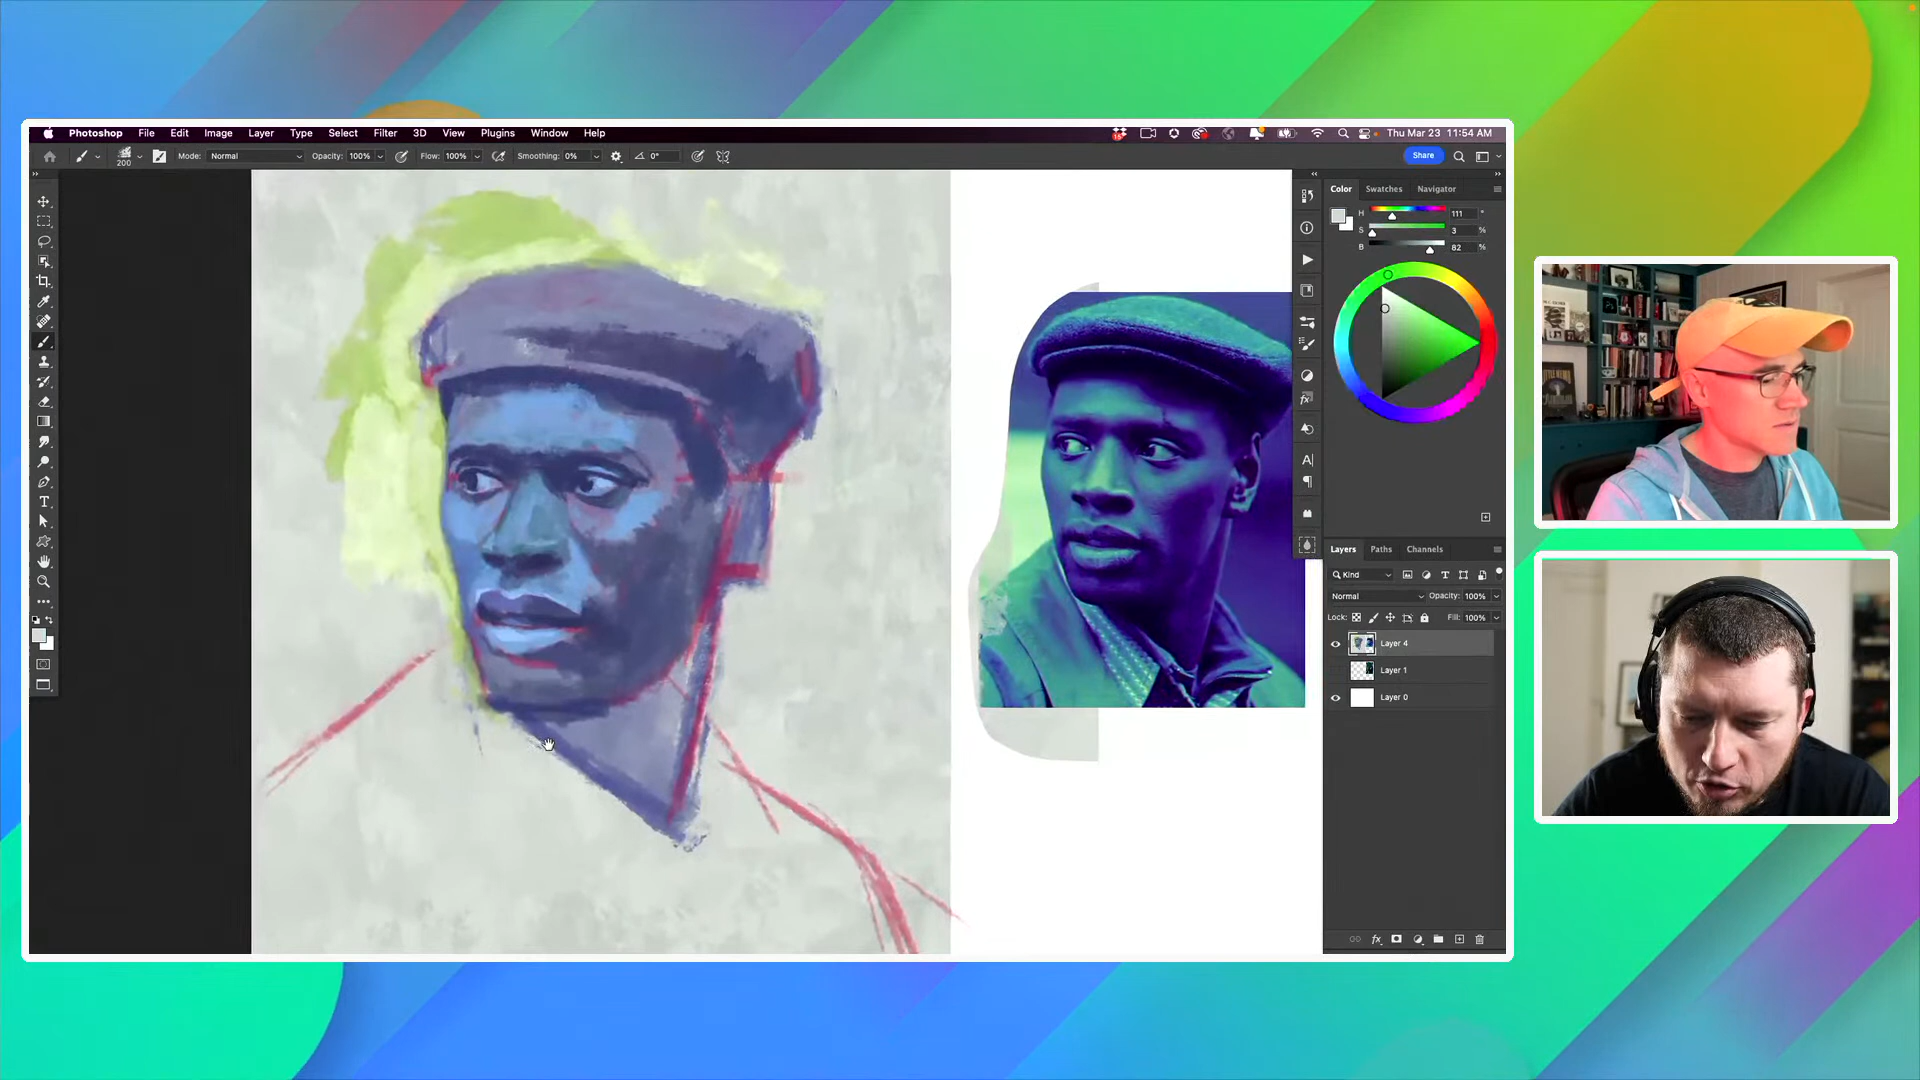 Photoshop File Edit Image Layer Type Select Filter 3D View Plugins Window Help Thu Mar 23 11:54 AM
200 Mode: Normal Opacity: 100% Flow: 100% Smoothing: 0% 0° Share
Color Swatches Navigator
H 111 °
S 3 %
B 82 %
Layers Paths Channels
Kind
Normal Opacity: 100%
Lock: Fill: 100%
Layer 4
Layer 1
Layer 0